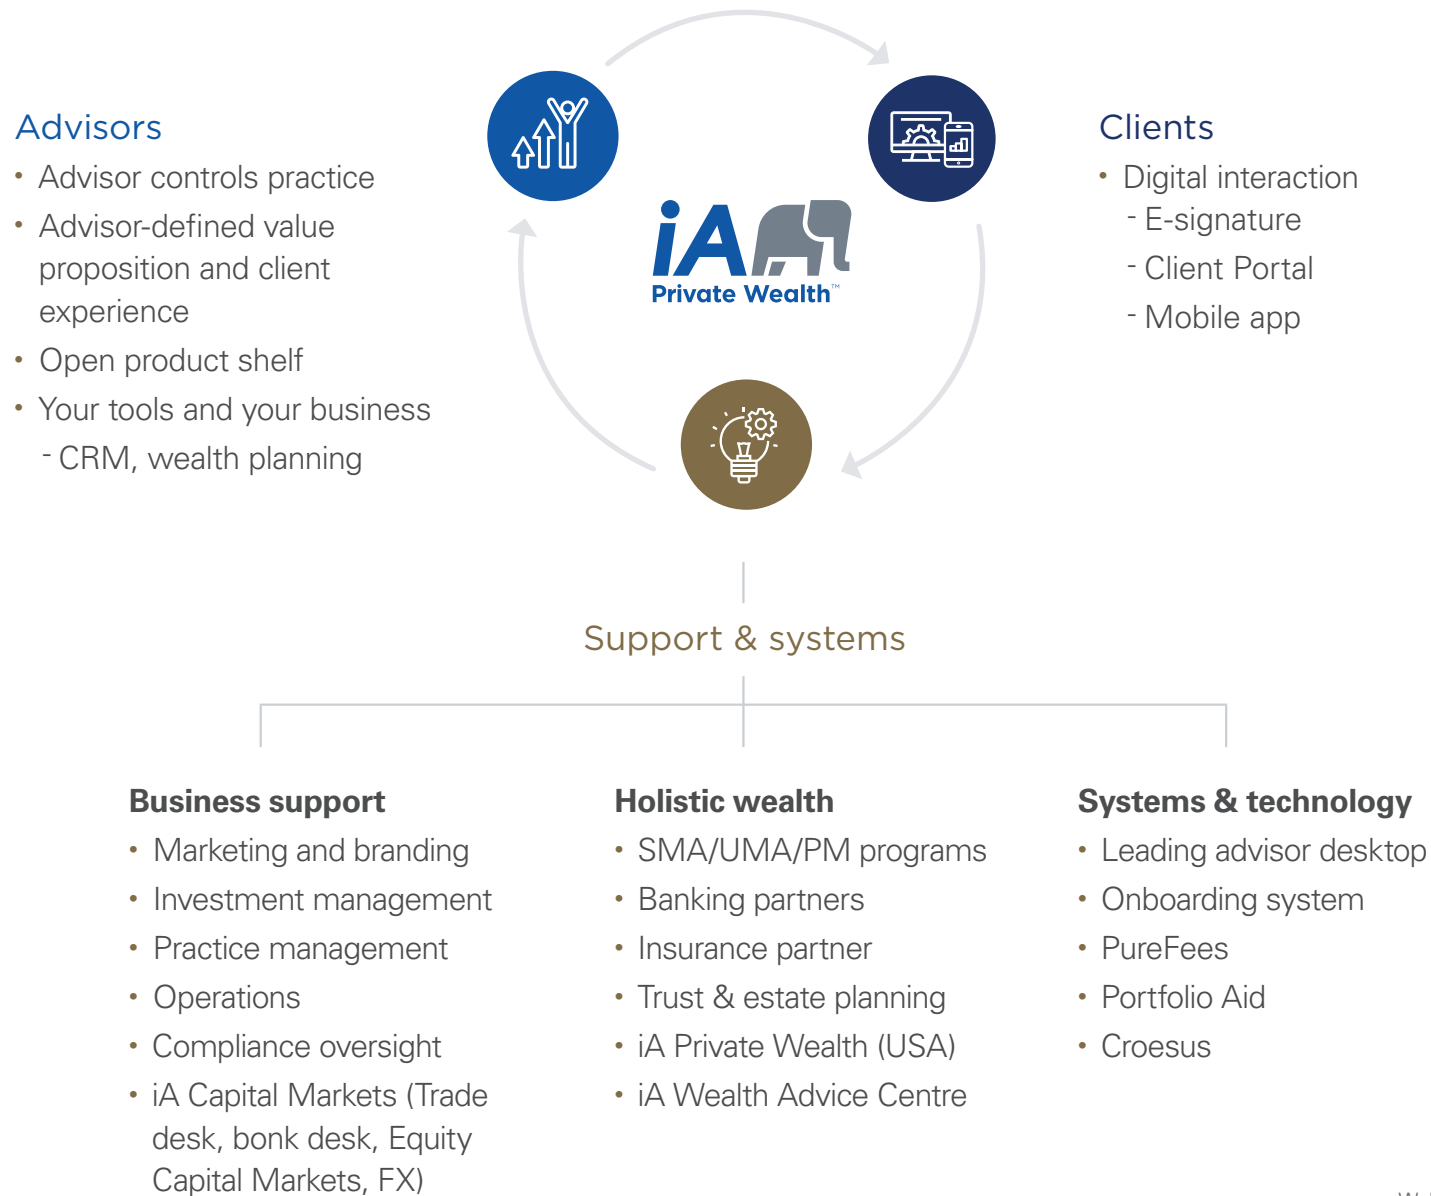 Advisors
• Advisor controls practice
• Advisor-defined value
proposition and client
experience
• Open product shelf
• Your tools and your business
- CRM, wealth planning
iA
Private Wealth™
Clients
• Digital interaction
- E-signature
- Client Portal
- Mobile app
Support & systems
Business support
• Marketing and branding
• Investment management
• Practice management
• Operations
• Compliance oversight
• iA Capital Markets (Trade
desk, bonk desk, Equity
Capital Markets, FX)
Holistic wealth
• SMA/UMA/PM programs
• Banking partners
• Insurance partner
• Trust & estate planning
• iA Private Wealth (USA)
• iA Wealth Advice Centre
Systems & technology
• Leading advisor desktop
• Onboarding system
• PureFees
• Portfolio Aid
• Croesus